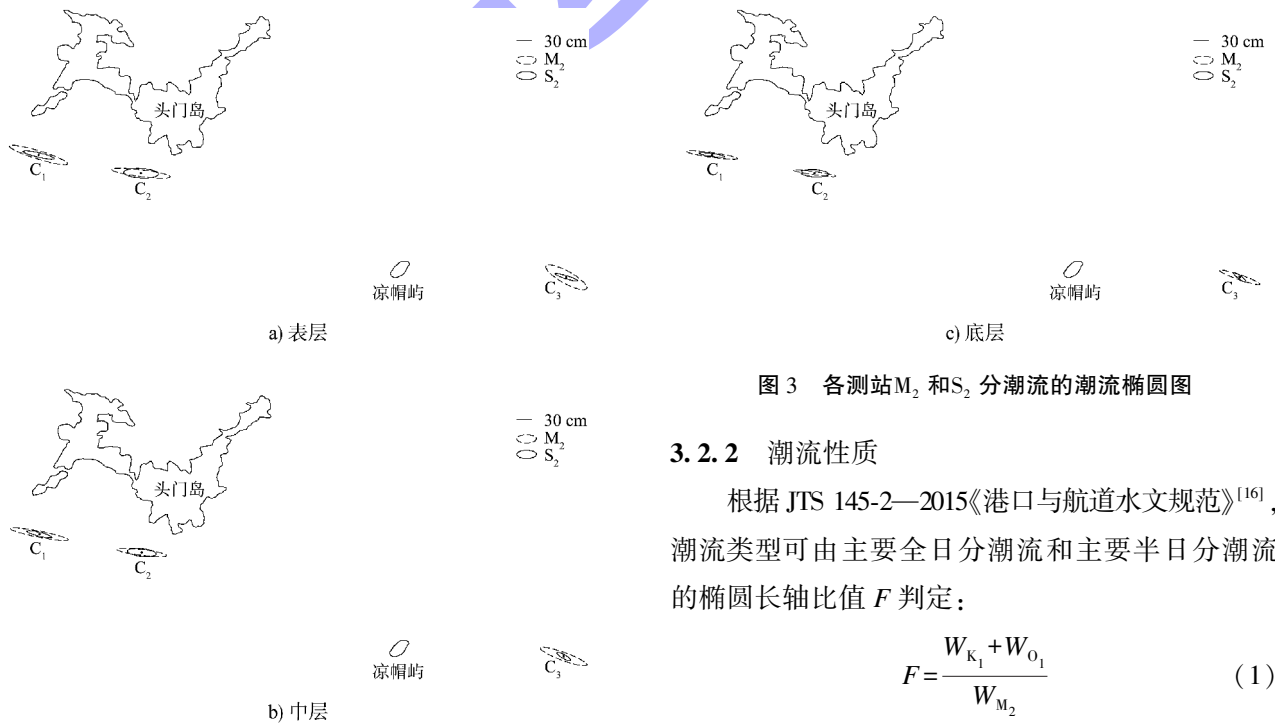 30 cm
M₂
S₂
头门岛
C₁
C₂
凉帽屿
C₃
a) 表层
30 cm
M₂
S₂
头门岛
C₁
C₂
凉帽屿
C₃
b) 中层
30 cm
M₂
S₂
头门岛
C₁
C₂
凉帽屿
C₃
c) 底层
图 3 各测站M₂ 和S₂ 分潮流的潮流椭圆图
3. 2. 2 潮流性质
根据 JTS 145-2—2015《港口与航道水文规范》[16],
潮流类型可由主要全日分潮流和主要半日分潮流
的椭圆长轴比值 F 判定:
F = (W_K₁ + W_O₁) / W_M₂ (1)